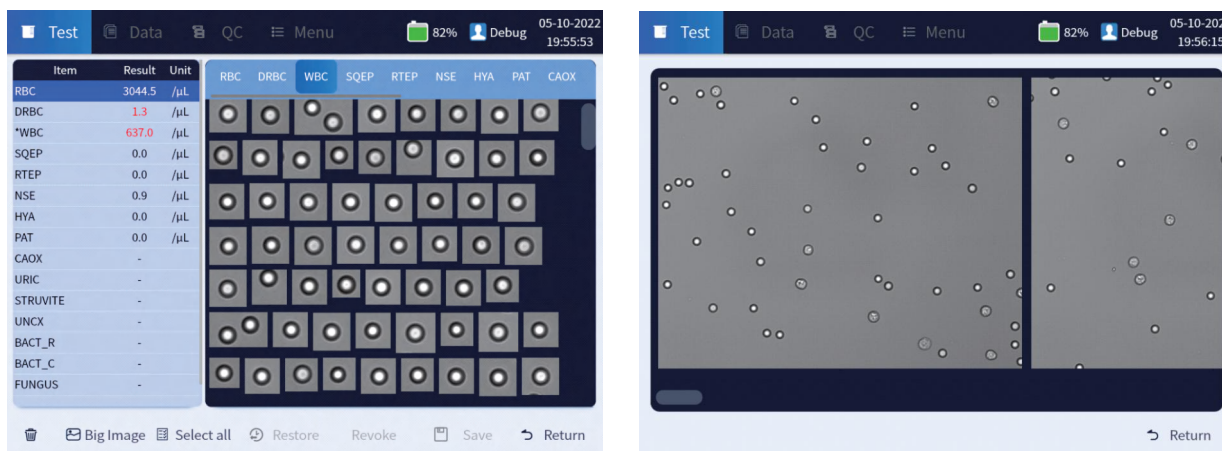 Test Data QC Menu 82% Debug 05-10-2022 19:55:53
Item Result Unit
RBC 3044.5 /µL
DRBC 1.3 /µL
*WBC 637.0 /µL
SQEP 0.0 /µL
RTEP 0.0 /µL
NSE 0.9 /µL
HYA 0.0 /µL
PAT 0.0 /µL
CAOX -
URIC -
STRUVITE -
UNCX -
BACT_R -
BACT_C -
FUNGUS -
RBC DRBC WBC SQEP RTEP NSE HYA PAT CAOX
Big Image Select all Restore Revoke Save Return
Test Data QC Menu 82% Debug 05-10-202 19:56:15
Return